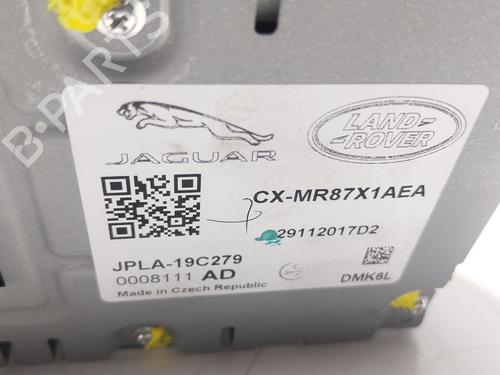 B-PARTS
JAGUAR
LAND-
ROVER
CX-MR87X1AEA
29112017D2
JPLA-19C279
0008111 AD
Made in Czech Republic
DMK6L